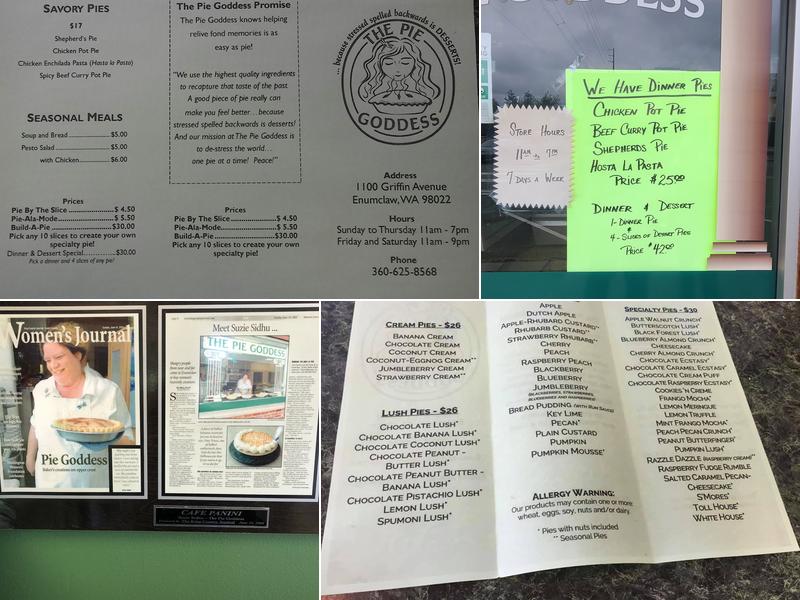 SAVORY PIES
$17
Shepherd's Pie
Chicken Pot Pie
Chicken Enchilada Pasta (Hasta la Pasta)
Spicy Beef Curry Pot Pie
SEASONAL MEALS
Soup and Bread $5.00
Pesto Salad $5.00
with Chicken $6.00
Prices
Pie By The Slice $ 4.50
Pie-Ala-Mode $ 5.50
Build-A-Pie $30.00
Pick any 10 slices to create your own
specialty pie!
Dinner & Dessert Special $30.00
Pick a dinner and 4 slices of any pie!
The Pie Goddess Promise
The Pie Goddess knows helping
relive fond memories is as
easy as pie!
"We use the highest quality ingredients
to recapture that taste of the past
A good piece of pie really can
make you feel better... because
stressed spelled backwards is desserts!
And our mission at The Pie Goddess is
to de-stress the world...
one pie at a time! Peace!"
Prices
Pie By The Slice $ 4.50
Pie-Ala-Mode $ 5.50
Build-A-Pie $30.00
Pick any 10 slices to create your own
specialty pie!
...because stressed spelled backwards is DESSERTS!
THE PIE
GODDESS
Address
1100 Griffin Avenue
Enumclaw, WA 98022
Hours
Sunday to Thursday 11am - 7pm
Friday and Saturday 11am - 9pm
Phone
360-625-8568
STORE HOURS
11AM to 7PM
7 DAYS A WEEK
WE HAVE DINNER PIES
CHICKEN POT PIE
BEEF CURRY POT PIE
SHEPHERDS PIE
HOSTA LA PASTA
PRICE $25.00
DINNER & DESSERT
1-DINNER PIE
&
4-SLICES OF DESSERT PIES
PRICE $42.00
Women's Journal
Pie Goddess
Baker's creations an upper crust
Meet Suzie Sidhu ...
THE PIE GODDESS
CAFE PANINI
CREAM PIES - $26
BANANA CREAM
CHOCOLATE CREAM
COCONUT CREAM
COCONUT-EGGNOG CREAM**
JUMBLEBERRY CREAM
STRAWBERRY CREAM**
LUSH PIES - $26
CHOCOLATE LUSH*
CHOCOLATE BANANA LUSH*
CHOCOLATE COCONUT LUSH*
CHOCOLATE PEANUT -
BUTTER LUSH*
CHOCOLATE PEANUT BUTTER -
BANANA LUSH*
CHOCOLATE PISTACHIO LUSH*
LEMON LUSH*
SPUMONI LUSH*
APPLE
DUTCH APPLE
APPLE-RHUBARB CUSTARD**
RHUBARB CUSTARD**
STRAWBERRY RHUBARB**
CHERRY
PEACH
RASPBERRY PEACH
BLACKBERRY
BLUEBERRY
JUMBLEBERRY
(BLACKBERRIES, STRAWBERRIES,
BLUEBERRIES AND RASPBERRIES)
BREAD PUDDING (WITH RUM SAUCE)
KEY LIME
PECAN*
PLAIN CUSTARD
PUMPKIN
PUMPKIN MOUSSE*
ALLERGY WARNING:
Our products may contain one or more:
wheat, eggs, soy, nuts and/or dairy.
* Pies with nuts included
** Seasonal Pies
SPECIALTY PIES - $30
APPLE WALNUT CRUNCH*
BUTTERSCOTCH LUSH*
BLACK FOREST LUSH*
BLUEBERRY ALMOND CRUNCH*
CHEESECAKE
CHERRY ALMOND CRUNCH*
CHOCOLATE ECSTASY*
CHOCOLATE CARAMEL ECSTASY*
CHOCOLATE CREAM PUFF
CHOCOLATE RASPBERRY ECSTASY*
COOKIES 'N CREME
FRANGO MOCHA*
LEMON MERINGUE
LEMON TRUFFLE
MINT FRANGO MOCHA*
PEACH PECAN CRUNCH*
PEANUT BUTTERFINGER*
PUMPKIN LUSH*
RAZZLE DAZZLE (RASPBERRY CREAM)**
RASPBERRY FUDGE RUMBLE
SALTED CARAMEL PECAN-
CHEESECAKE*
S'MORES*
TOLL HOUSE*
WHITE HOUSE*